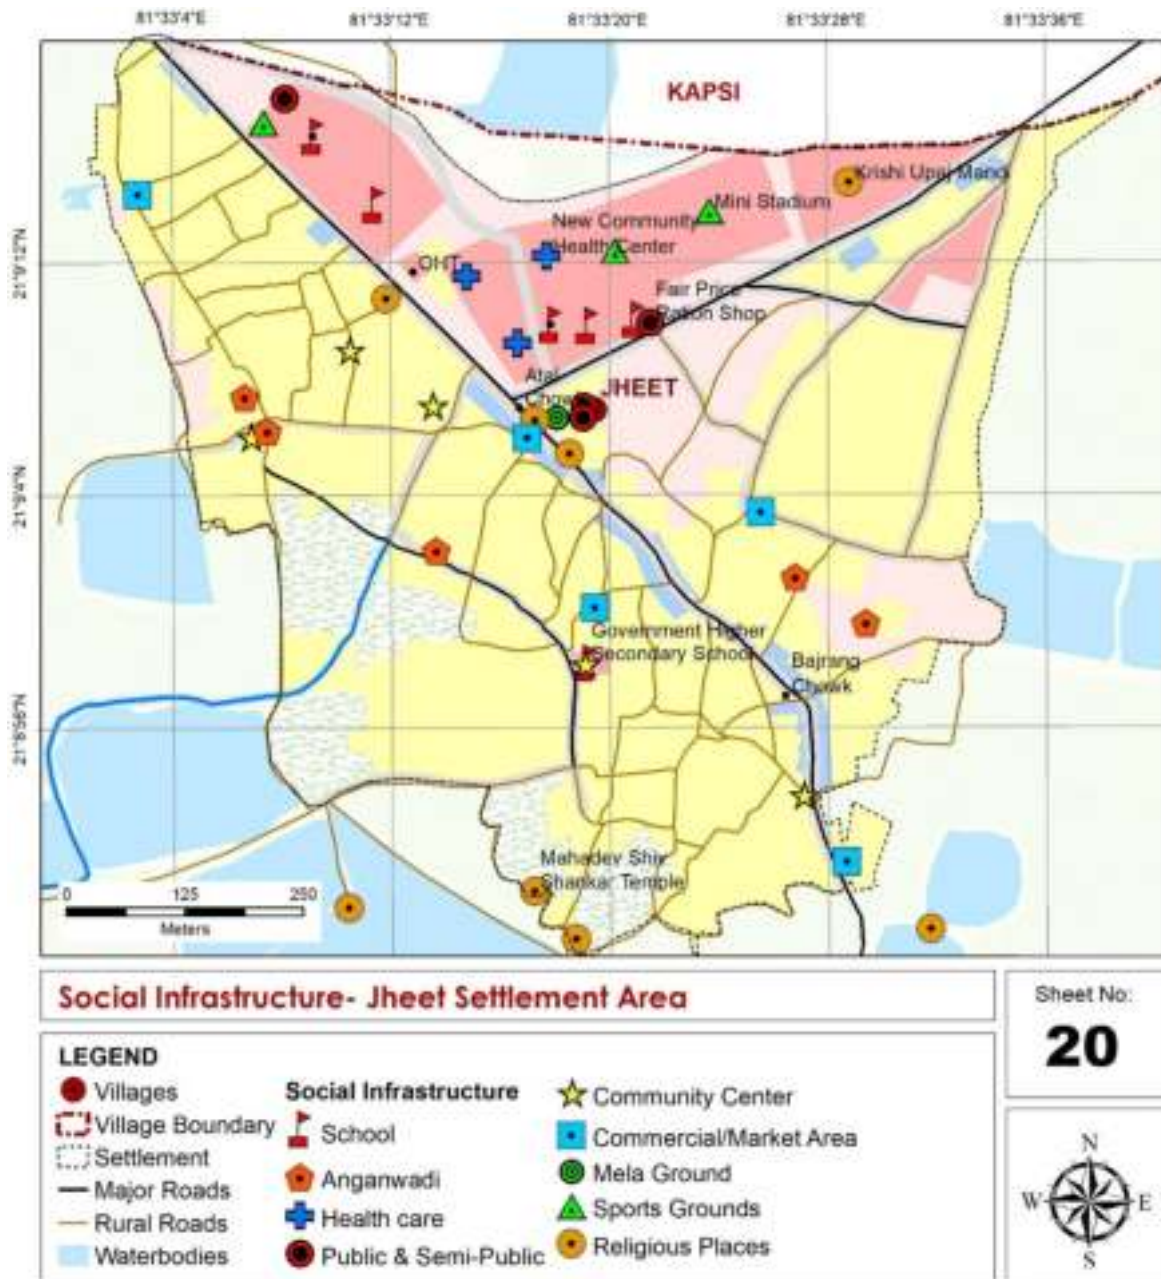 81°33'4"E 81°33'12"E 81°33'20"E 81°33'28"E 81°33'36"E
KAPSI
Krishi Upaj Mandi
Mini Stadium
New Community
Health Center
21°9'12"N
OHT
Fair Price
Ration Shop
Atal
Chowk
JHEET
21°9'4"N
Government Higher
Secondary School
Bajrang
Chawk
21°8'56"N
Mahadev Shiv
Shankar Temple
0 125 250
Meters
Social Infrastructure- Jheet Settlement Area
Sheet No:
20
LEGEND
Villages
Village Boundary
Settlement
Major Roads
Rural Roads
Waterbodies
Social Infrastructure
School
Anganwadi
Health care
Public & Semi-Public
Community Center
Commercial/Market Area
Mela Ground
Sports Grounds
Religious Places
N
W E
S